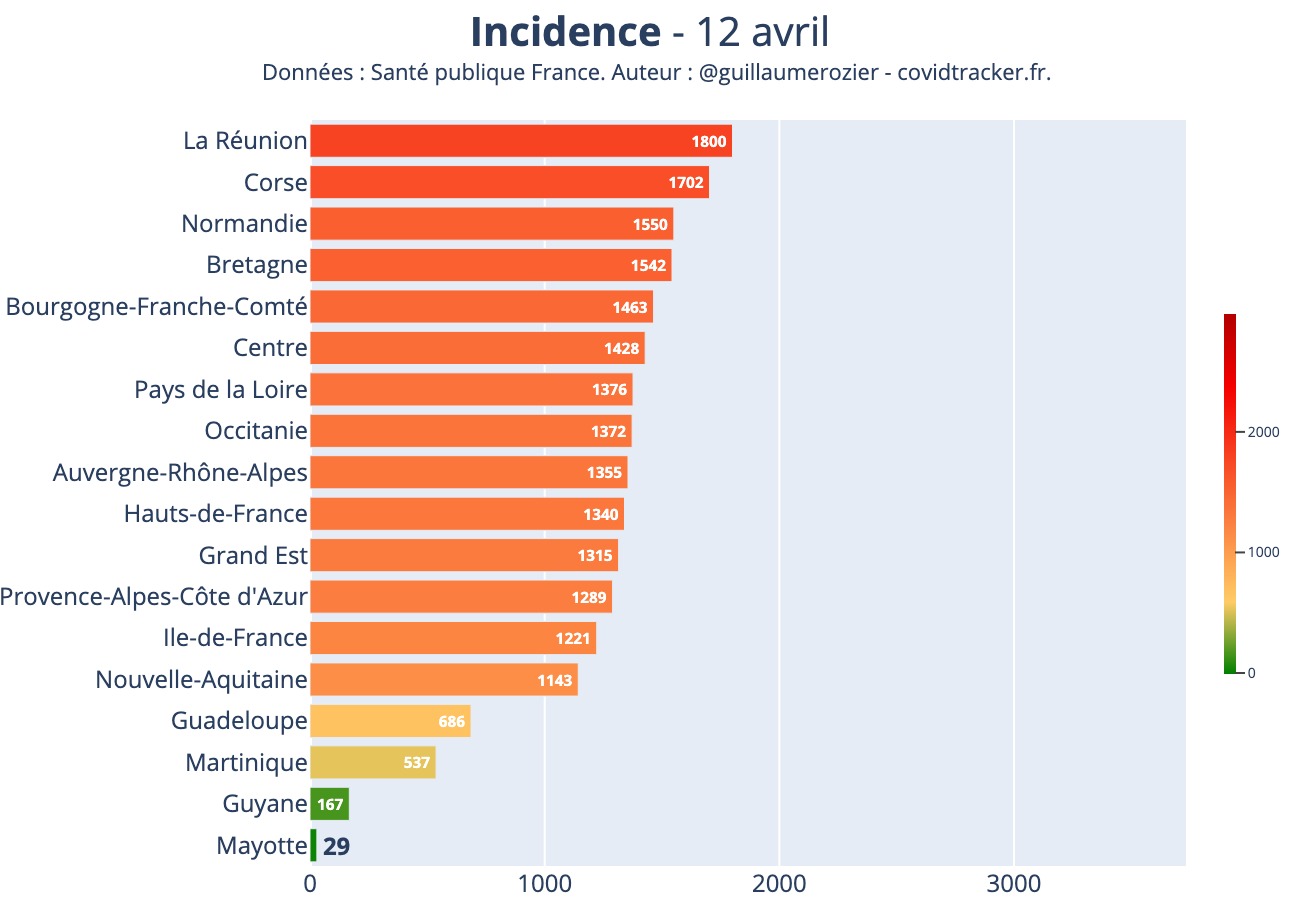 Incidence - 12 avril
Données : Santé publique France. Auteur : @guillaumerozier - covidtracker.fr.
La Réunion 1800
Corse 1702
Normandie 1550
Bretagne 1542
Bourgogne-Franche-Comté 1463
Centre 1428
Pays de la Loire 1376
Occitanie 1372
Auvergne-Rhône-Alpes 1355
Hauts-de-France 1340
Grand Est 1315
Provence-Alpes-Côte d'Azur 1289
Ile-de-France 1221
Nouvelle-Aquitaine 1143
Guadeloupe 686
Martinique 537
Guyane 167
Mayotte 29
0 1000 2000 3000
2000
1000
0